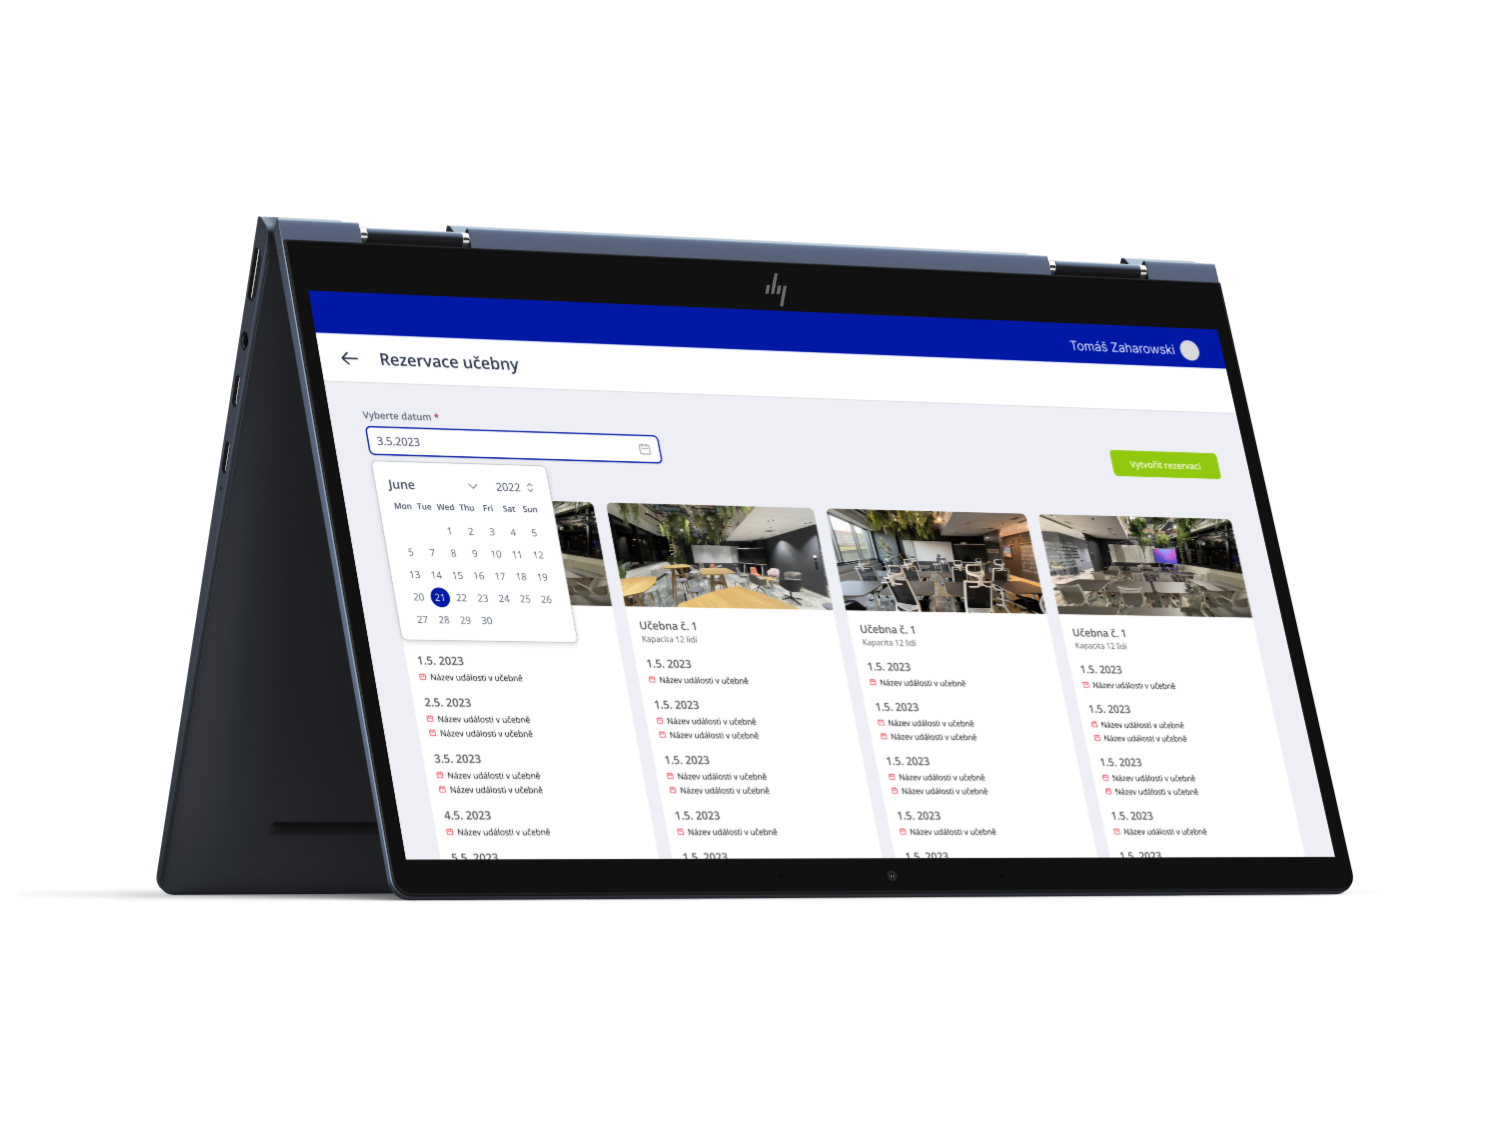 hp
Tomáš Zaharowski
Rezervace učebny
Vyberte datum *
3.5.2023
Vytvořit rezervaci
June 2022
Mon Tue Wed Thu Fri Sat Sun
1 2 3 4 5
5 7 8 9 10 11 12
13 14 15 16 17 18 19
20 21 22 23 24 25 26
27 28 29 30
1.5. 2023
Název události v učebně
2.5. 2023
Název události v učebně
Název události v učebně
3.5. 2023
Název události v učebně
Název události v učebně
4.5. 2023
Název události v učebně
5.5. 2023
Učebna č. 1
Kapacita 12 lidí
1.5. 2023
Název události v učebně
1.5. 2023
Název události v učebně
Název události v učebně
1.5. 2023
Název události v učebně
Název události v učebně
1.5. 2023
Název události v učebně
1.5. 2023
Učebna č. 1
Kapacita 12 lidí
1.5. 2023
Název události v učebně
1.5. 2023
Název události v učebně
Název události v učebně
1.5. 2023
Název události v učebně
Název události v učebně
1.5. 2023
Název události v učebně
1.5. 2023
Učebna č. 1
Kapacita 12 lidí
1.5. 2023
Název události v učebně
1.5. 2023
Název události v učebně
Název události v učebně
1.5. 2023
Název události v učebně
Název události v učebně
1.5. 2023
Název události v učebně
1.5. 2023